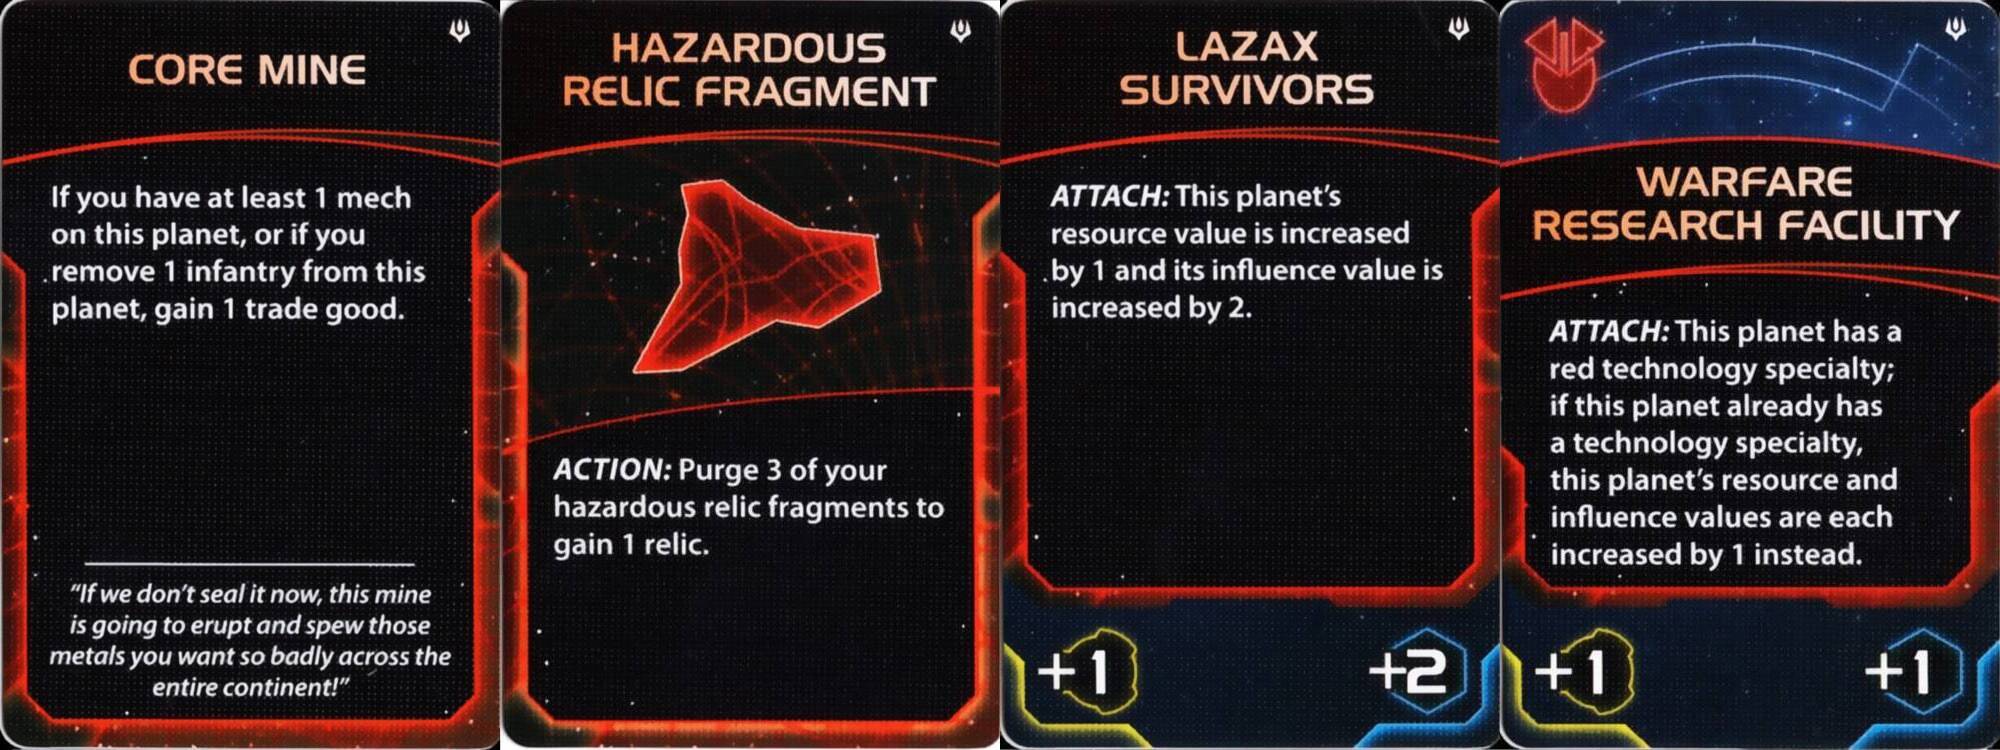 CORE MINE
If you have at least 1 mech
on this planet, or if you
remove 1 infantry from this
planet, gain 1 trade good.
“If we don’t seal it now, this mine
is going to erupt and spew those
metals you want so badly across the
entire continent!”
HAZARDOUS
RELIC FRAGMENT
ACTION: Purge 3 of your
hazardous relic fragments to
gain 1 relic.
LAZAX
SURVIVORS
ATTACH: This planet’s
resource value is increased
by 1 and its influence value is
increased by 2.
+1
+2
WARFARE
RESEARCH FACILITY
ATTACH: This planet has a
red technology specialty;
if this planet already has
a technology specialty,
this planet’s resource and
influence values are each
increased by 1 instead.
+1
+1